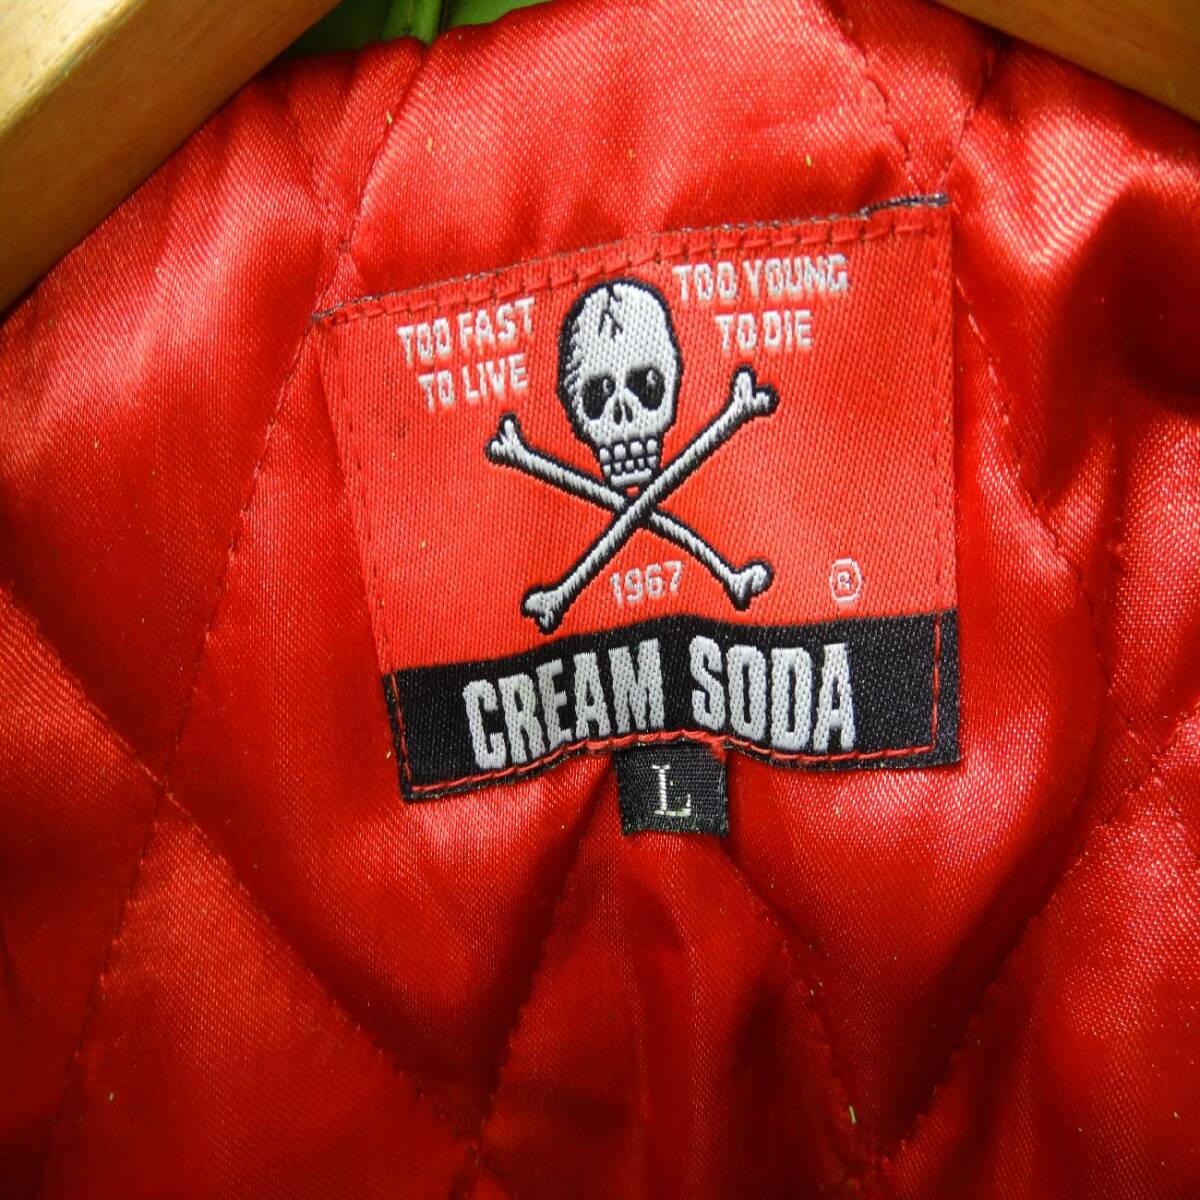 TOO FAST
TO LIVE
TOO YOUNG
TO DIE
1967
®
CREAM SODA
L